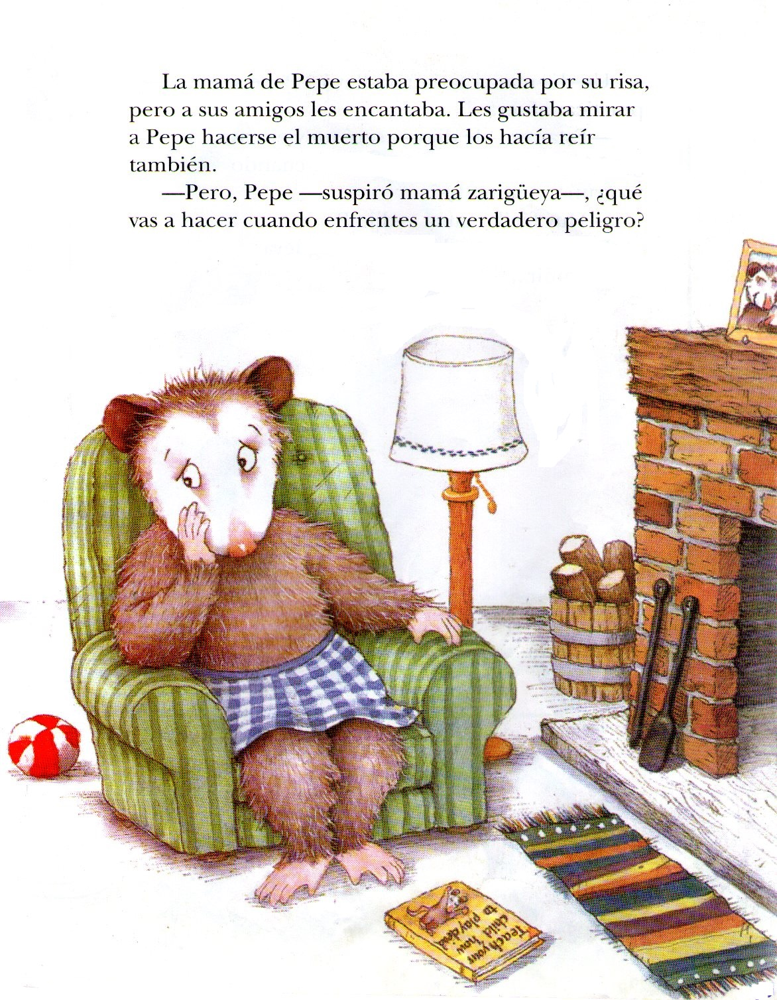 La mamá de Pepe estaba preocupada por su risa,
pero a sus amigos les encantaba. Les gustaba mirar
a Pepe hacerse el muerto porque los hacía reír
también.
—Pero, Pepe —suspiró mamá zarigüeya—, ¿qué
vas a hacer cuando enfrentes un verdadero peligro?
Teach your
child how
to play dead